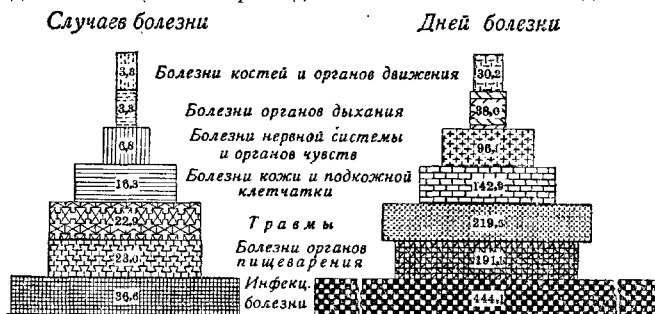 Случаев болезни Дней болезки
3,8 Болезни костей и органов движения 30,2
3,8 Болезни органов дыхания 38,0
6,8 Болезни нервной системы 96,1
и органов чувств
16,3 Болезни кожи и подкожной 142,9
клетчатки
22,9 Травмы 219,5
23,0 Болезни органов 191,1
пищеварения
36,6 Инфекц. 444,1
болезни